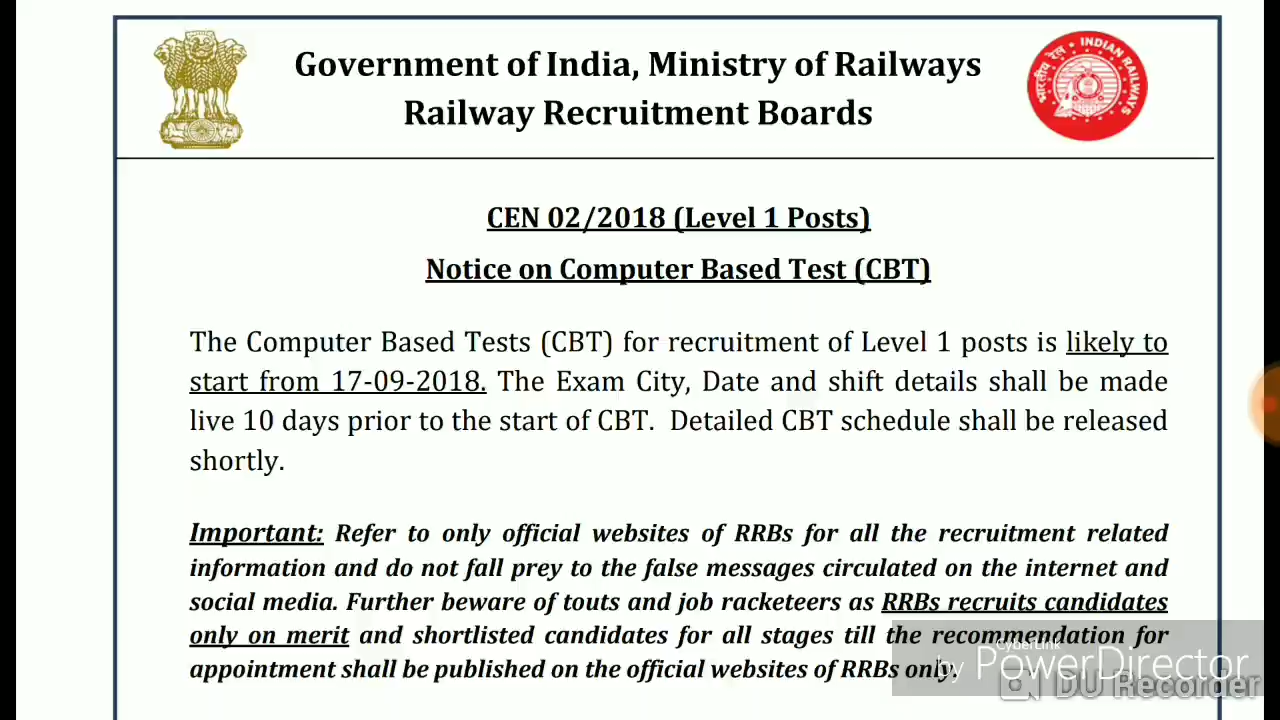 Government of India, Ministry of Railways
Railway Recruitment Boards
भारतीय रेल INDIAN RAILWAYS
CEN 02/2018 (Level 1 Posts)
Notice on Computer Based Test (CBT)
The Computer Based Tests (CBT) for recruitment of Level 1 posts is likely to
start from 17-09-2018. The Exam City, Date and shift details shall be made
live 10 days prior to the start of CBT. Detailed CBT schedule shall be released
shortly.
Important: Refer to only official websites of RRBs for all the recruitment related
information and do not fall prey to the false messages circulated on the internet and
social media. Further beware of touts and job racketeers as RRBs recruits candidates
only on merit and shortlisted candidates for all stages till the recommendation for
appointment shall be published on the official websites of RRBs only.
CyberLink
by PowerDirector
DU Recorder